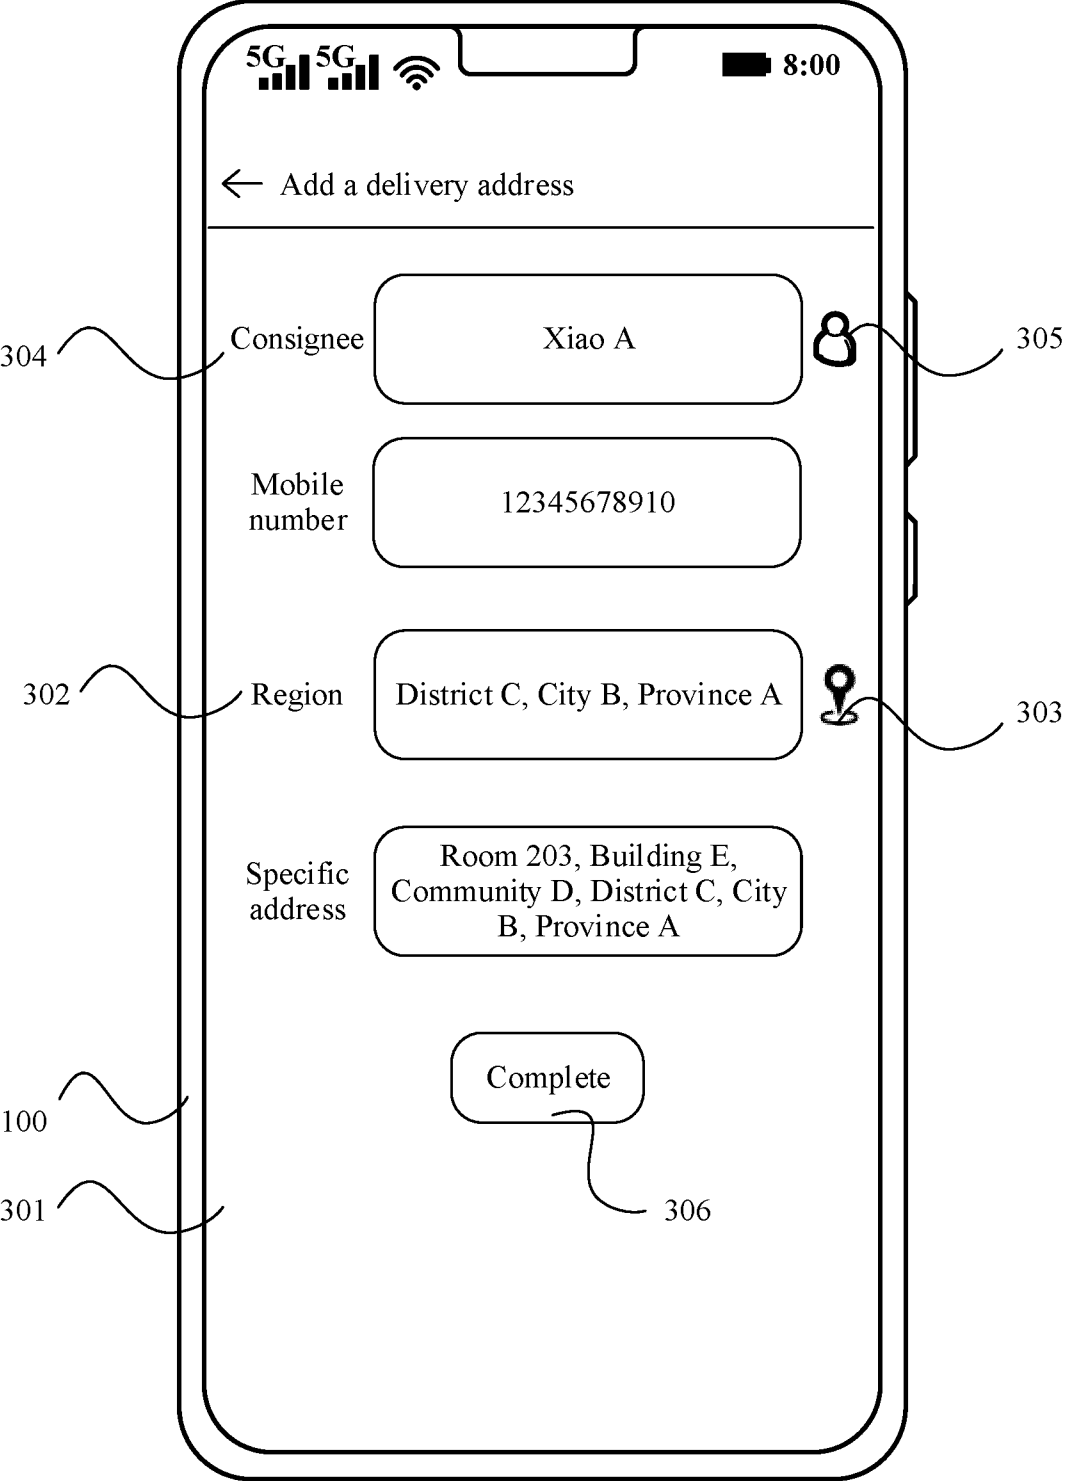 5G 5G 8:00
Add a delivery address
304 Consignee Xiao A 305
Mobile
number
12345678910
302 Region District C, City B, Province A 303
Specific
address
Room 203, Building E,
Community D, District C, City
B, Province A
Complete
100
301
306